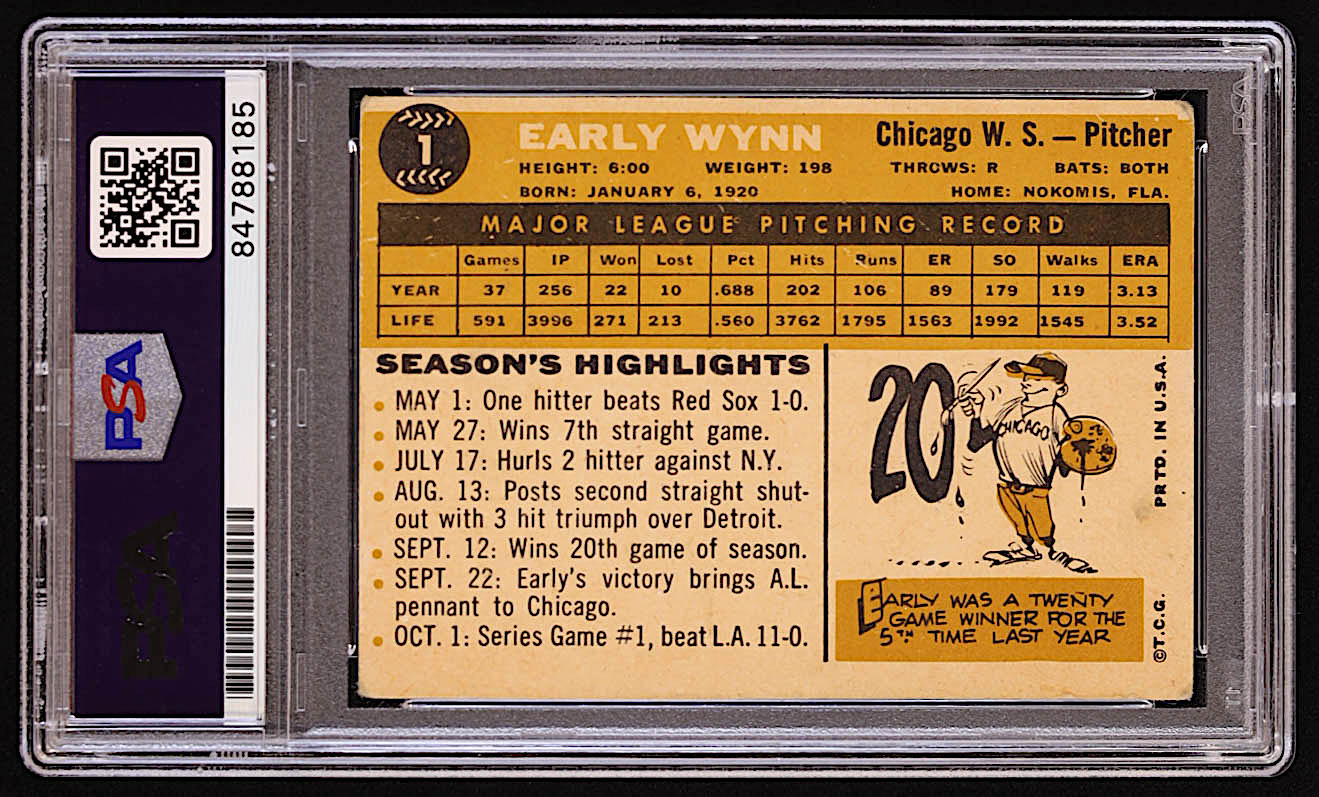 84788185
PSA
PSA
PSA
1
EARLY WYNN
Chicago W. S. — Pitcher
HEIGHT: 6:00 WEIGHT: 198 THROWS: R BATS: BOTH
BORN: JANUARY 6, 1920 HOME: NOKOMIS, FLA.
MAJOR LEAGUE PITCHING RECORD
Games IP Won Lost Pct Hits Runs ER SO Walks ERA
YEAR 37 256 22 10 .688 202 106 89 179 119 3.13
LIFE 591 3996 271 213 .560 3762 1795 1563 1992 1545 3.52
SEASON'S HIGHLIGHTS
• MAY 1: One hitter beats Red Sox 1-0.
• MAY 27: Wins 7th straight game.
• JULY 17: Hurls 2 hitter against N.Y.
• AUG. 13: Posts second straight shut-
out with 3 hit triumph over Detroit.
• SEPT. 12: Wins 20th game of season.
• SEPT. 22: Early's victory brings A.L.
pennant to Chicago.
• OCT. 1: Series Game #1, beat L.A. 11-0.
20
CHICAGO
EARLY WAS A TWENTY
GAME WINNER FOR THE
5TH TIME LAST YEAR
PRTD. IN U.S.A.
©T.C.G.